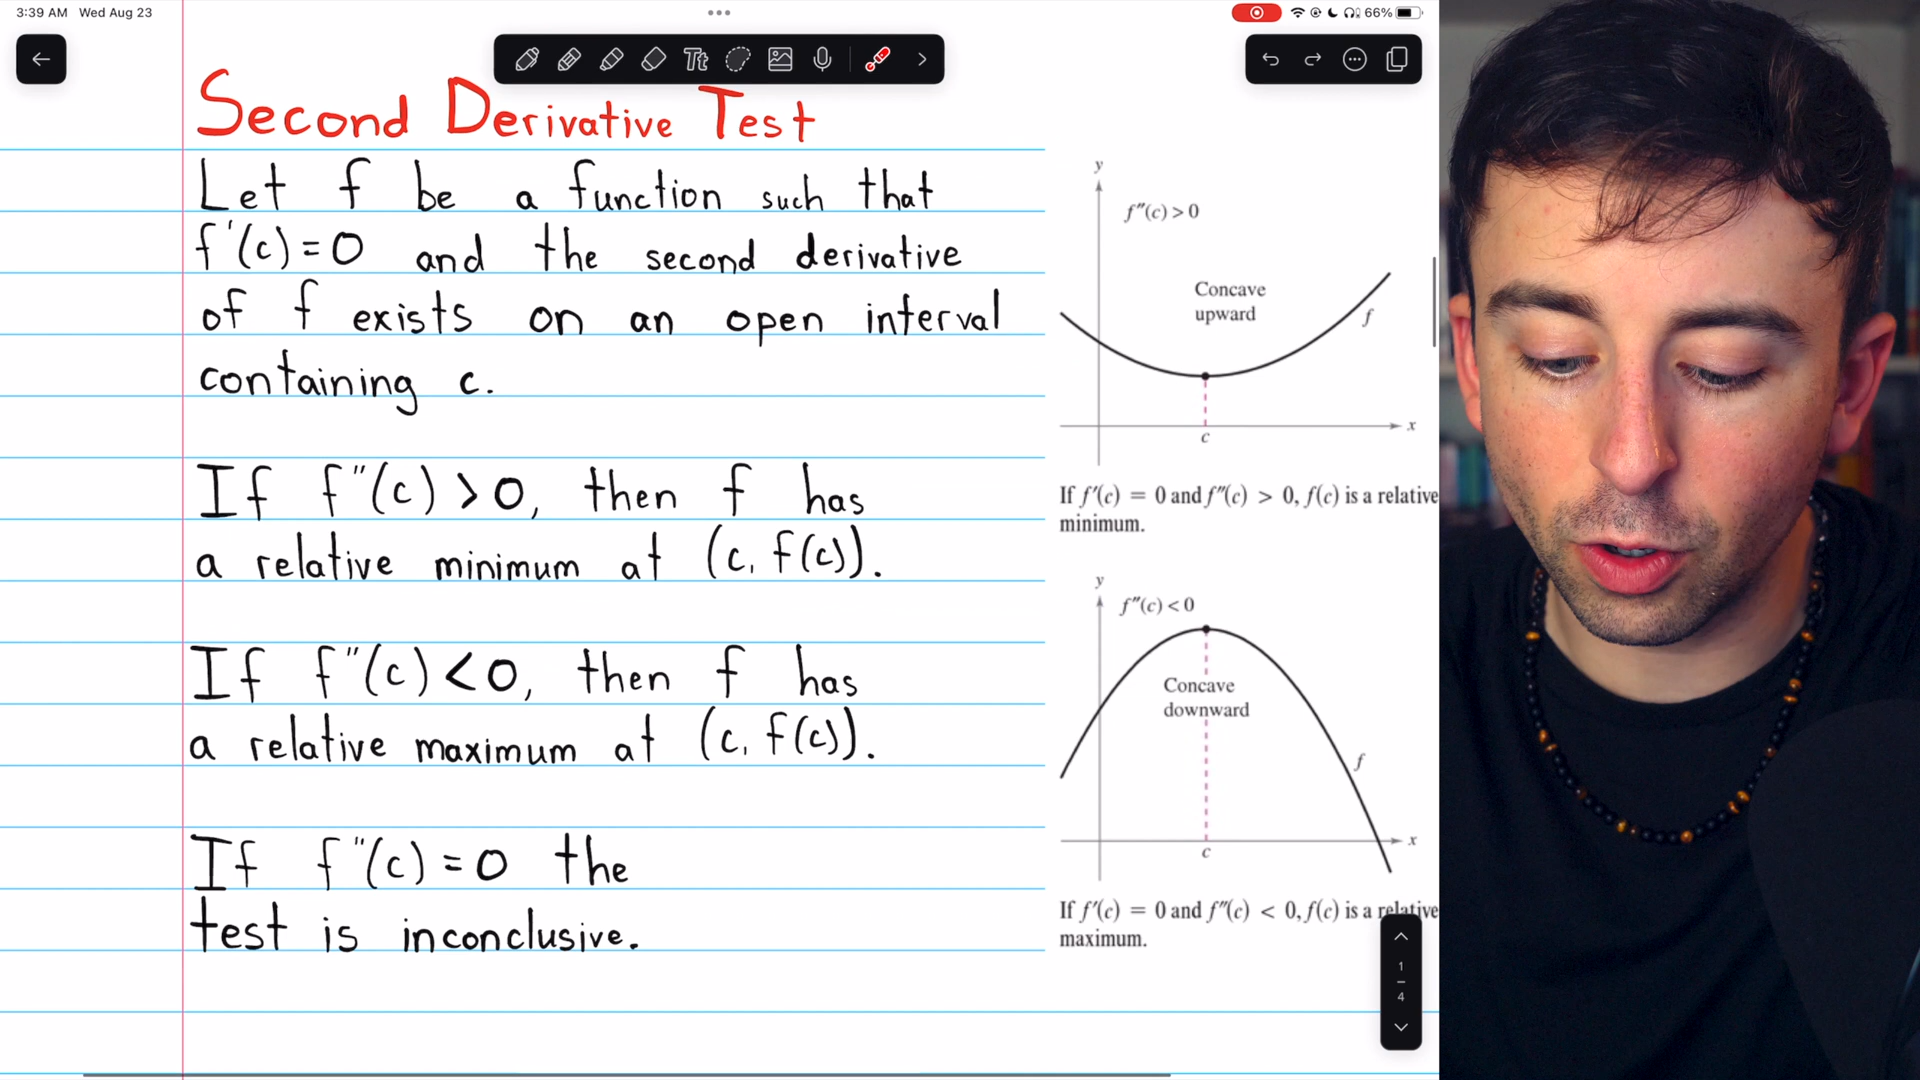 3:39 AM Wed Aug 23
66%
Tt
Second Derivative Test
Let f be a function such that
f'(c)=0 and the second derivative
of f exists on an open interval
containing c.
If f"(c) > 0, then f has
a relative minimum at (c, f(c)).
If f"(c) < 0, then f has
a relative maximum at (c, f(c)).
If f"(c) = 0 the
test is inconclusive.
y
f″(c) > 0
Concave
upward
f
x
c
If f′(c) = 0 and f″(c) > 0, f(c) is a relative
minimum.
y
f″(c) < 0
Concave
downward
f
x
c
If f′(c) = 0 and f″(c) < 0, f(c) is a relative
maximum.
1
4